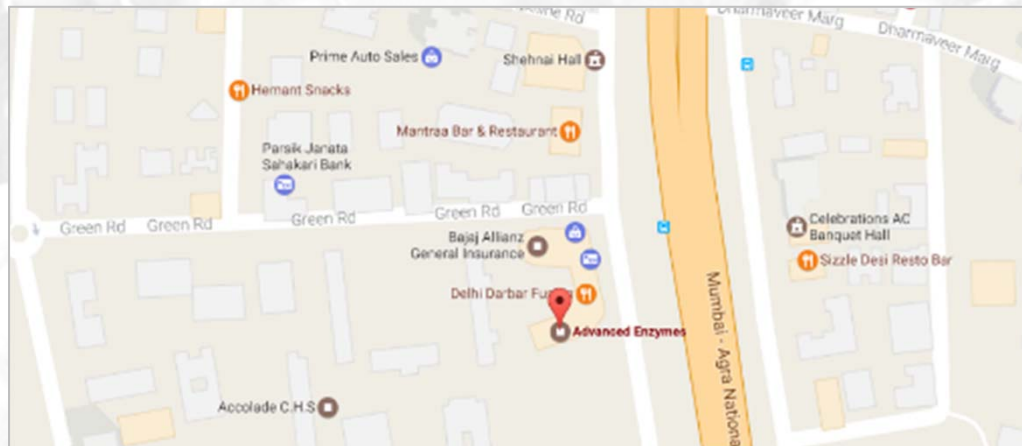 Dharmaveer Marg
Dharmaveer Marg
Prime Auto Sales
Shehnai Hall
Hemant Snacks
Mantraa Bar & Restaurant
Parsik Janata
Sahakari Bank
Green Rd
Green Rd
Green Rd
Green Rd
Green Rd
Celebrations AC
Banquet Hall
Bajaj Allianz
General Insurance
Sizzle Desi Resto Bar
Delhi Darbar
Advanced Enzymes
Mumbai - Agra Nationa
Accolade C.H.S